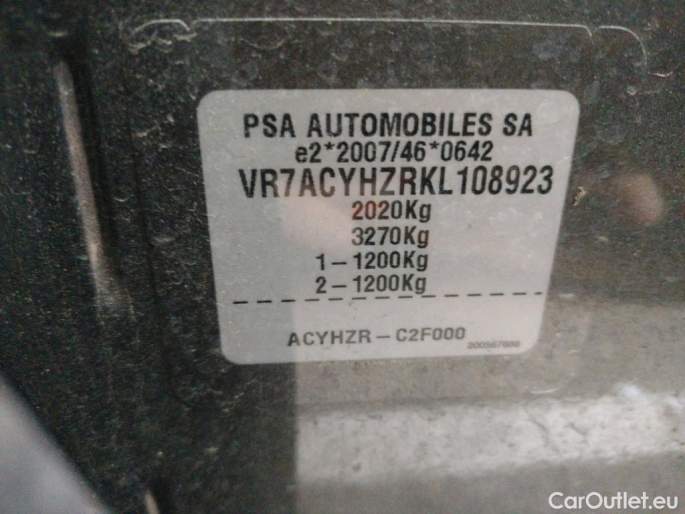 PSA AUTOMOBILES SA
e2*2007/46*0642
VR7ACYHZRKL108923
2020Kg
3270Kg
1-1200Kg
2-1200Kg
ACYHZR-C2F000
CarOutlet.eu